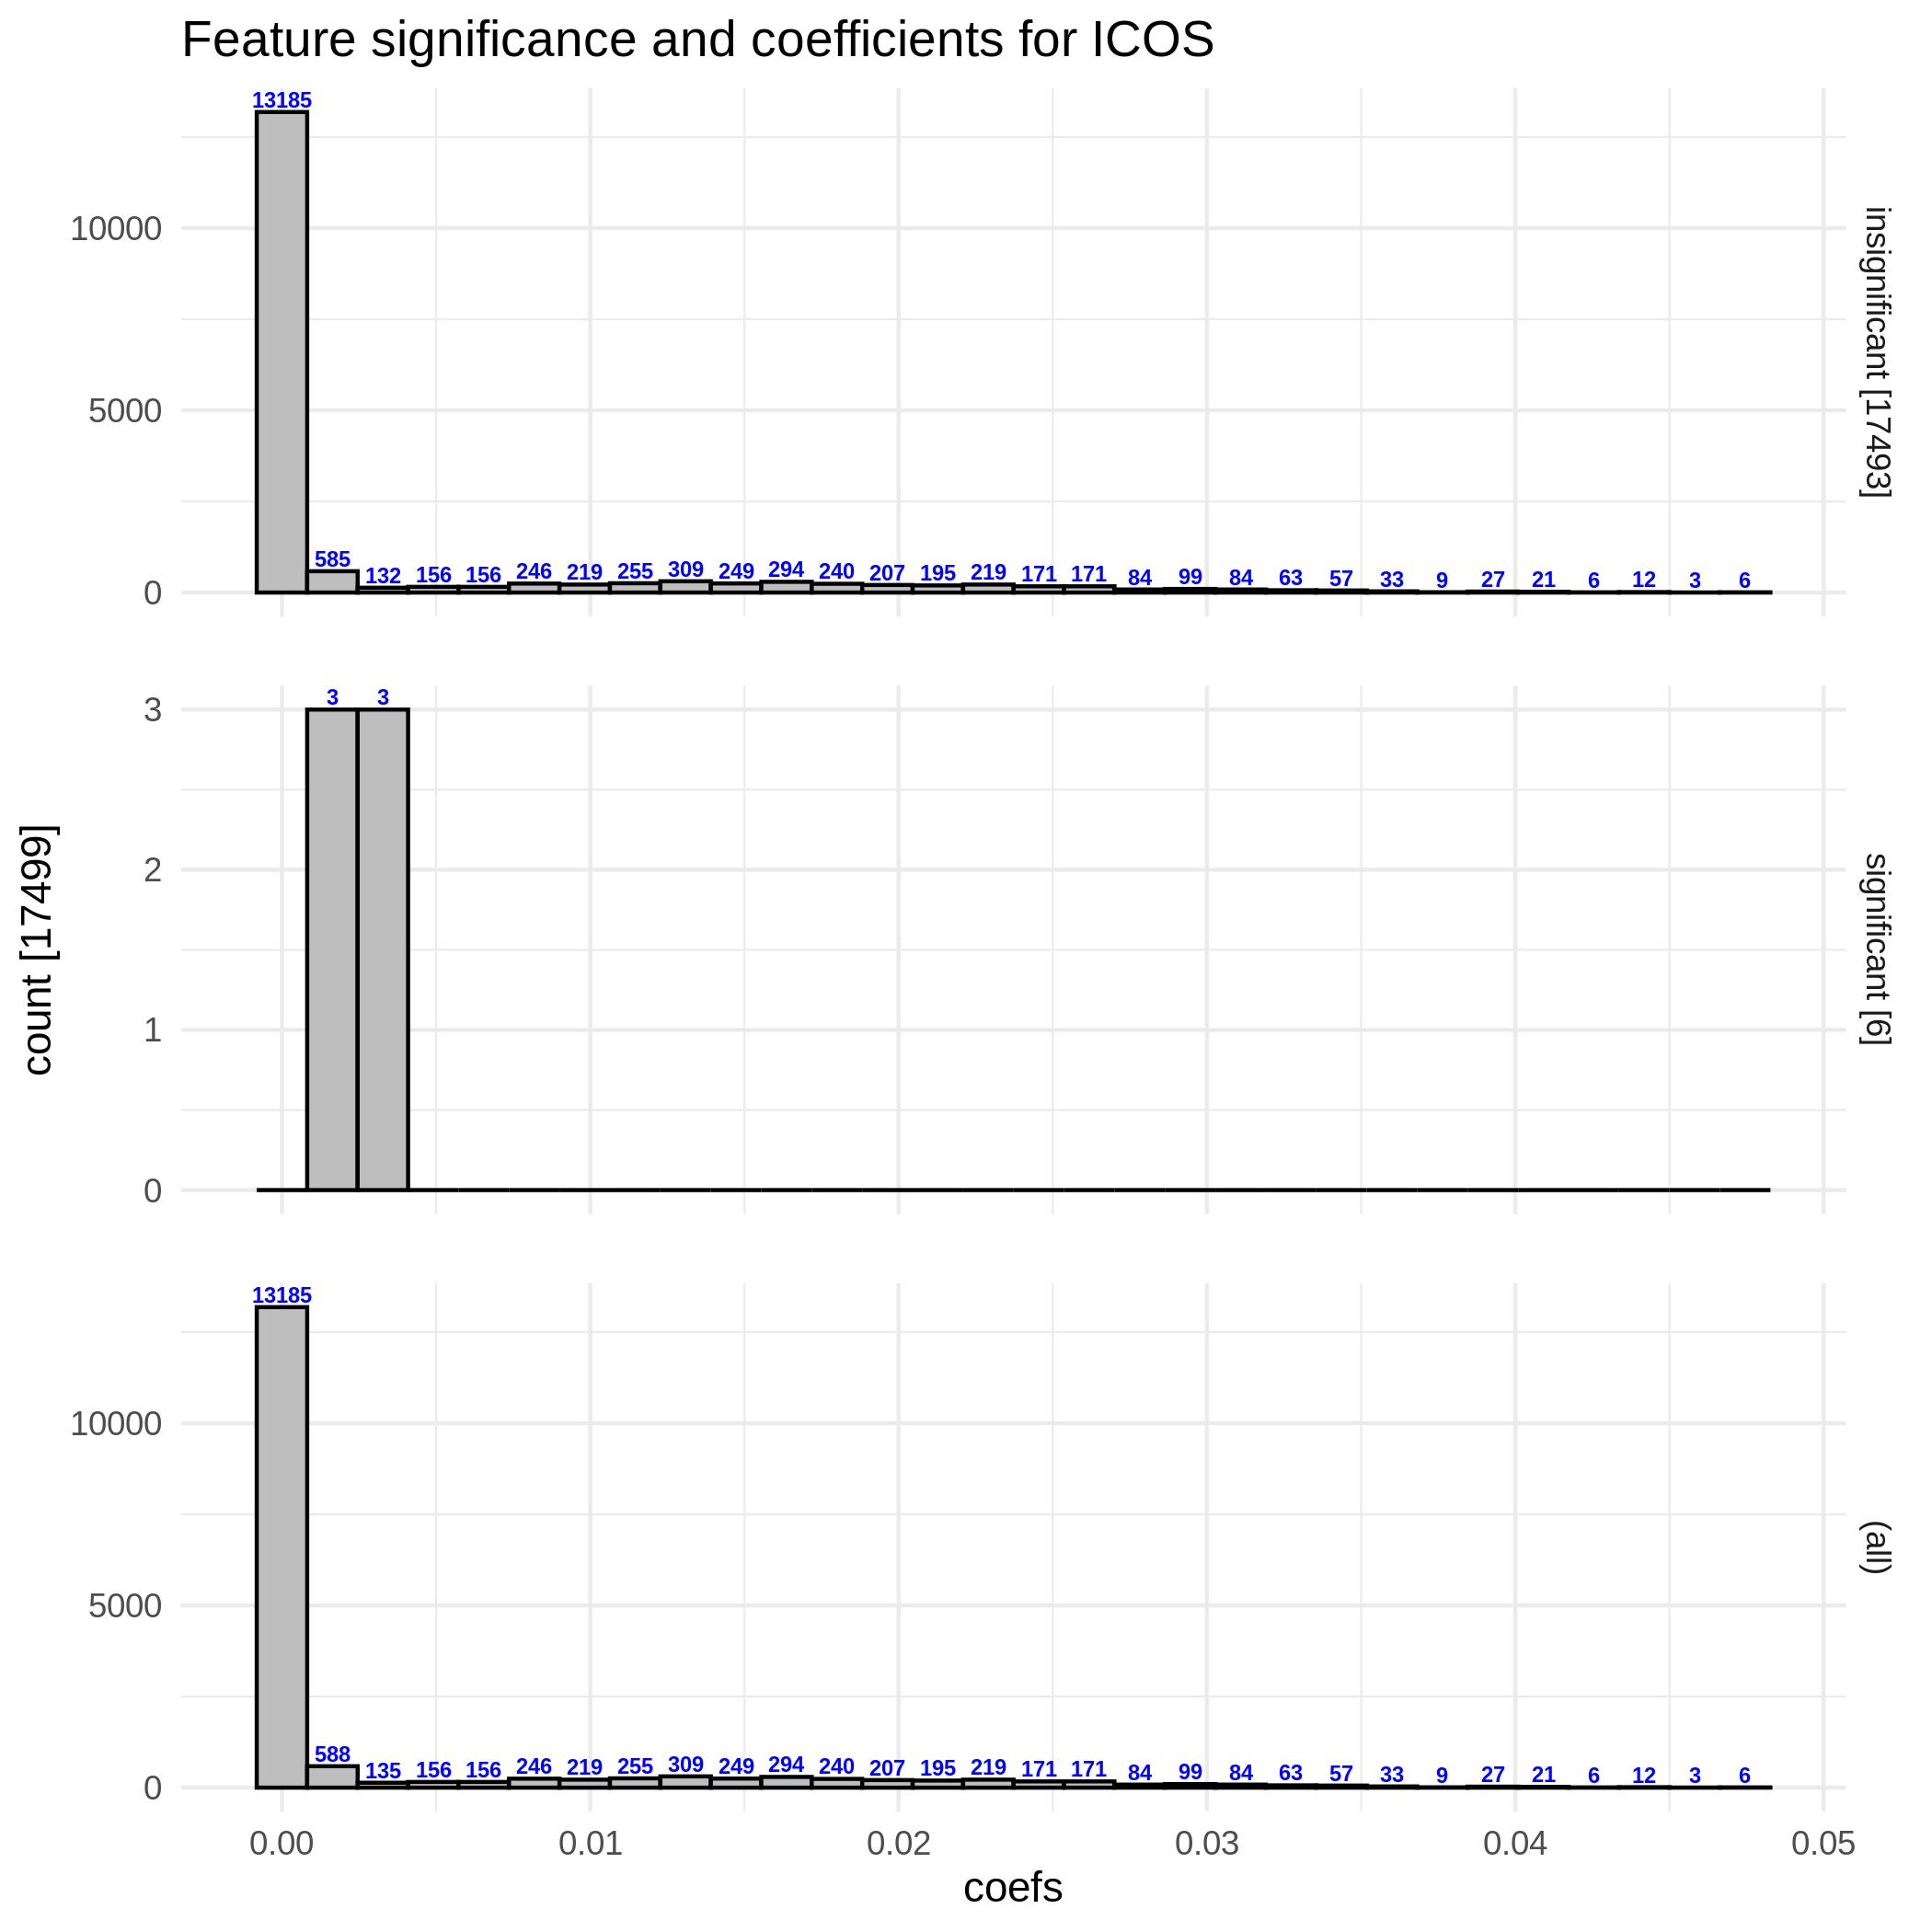 Feature significance and coefficients for ICOS
13185
10000
5000
0
585 132 156 156 246 219 255 309 249 294 240 207 195 219 171 171 84 99 84 63 57 33 9 27 21 6 12 3 6
insignificant [17493]
3 3
3
2
1
0
significant [6]
count [17499]
13185
10000
5000
0
588 135 156 156 246 219 255 309 249 294 240 207 195 219 171 171 84 99 84 63 57 33 9 27 21 6 12 3 6
(all)
0.00 0.01 0.02 0.03 0.04 0.05
coefs